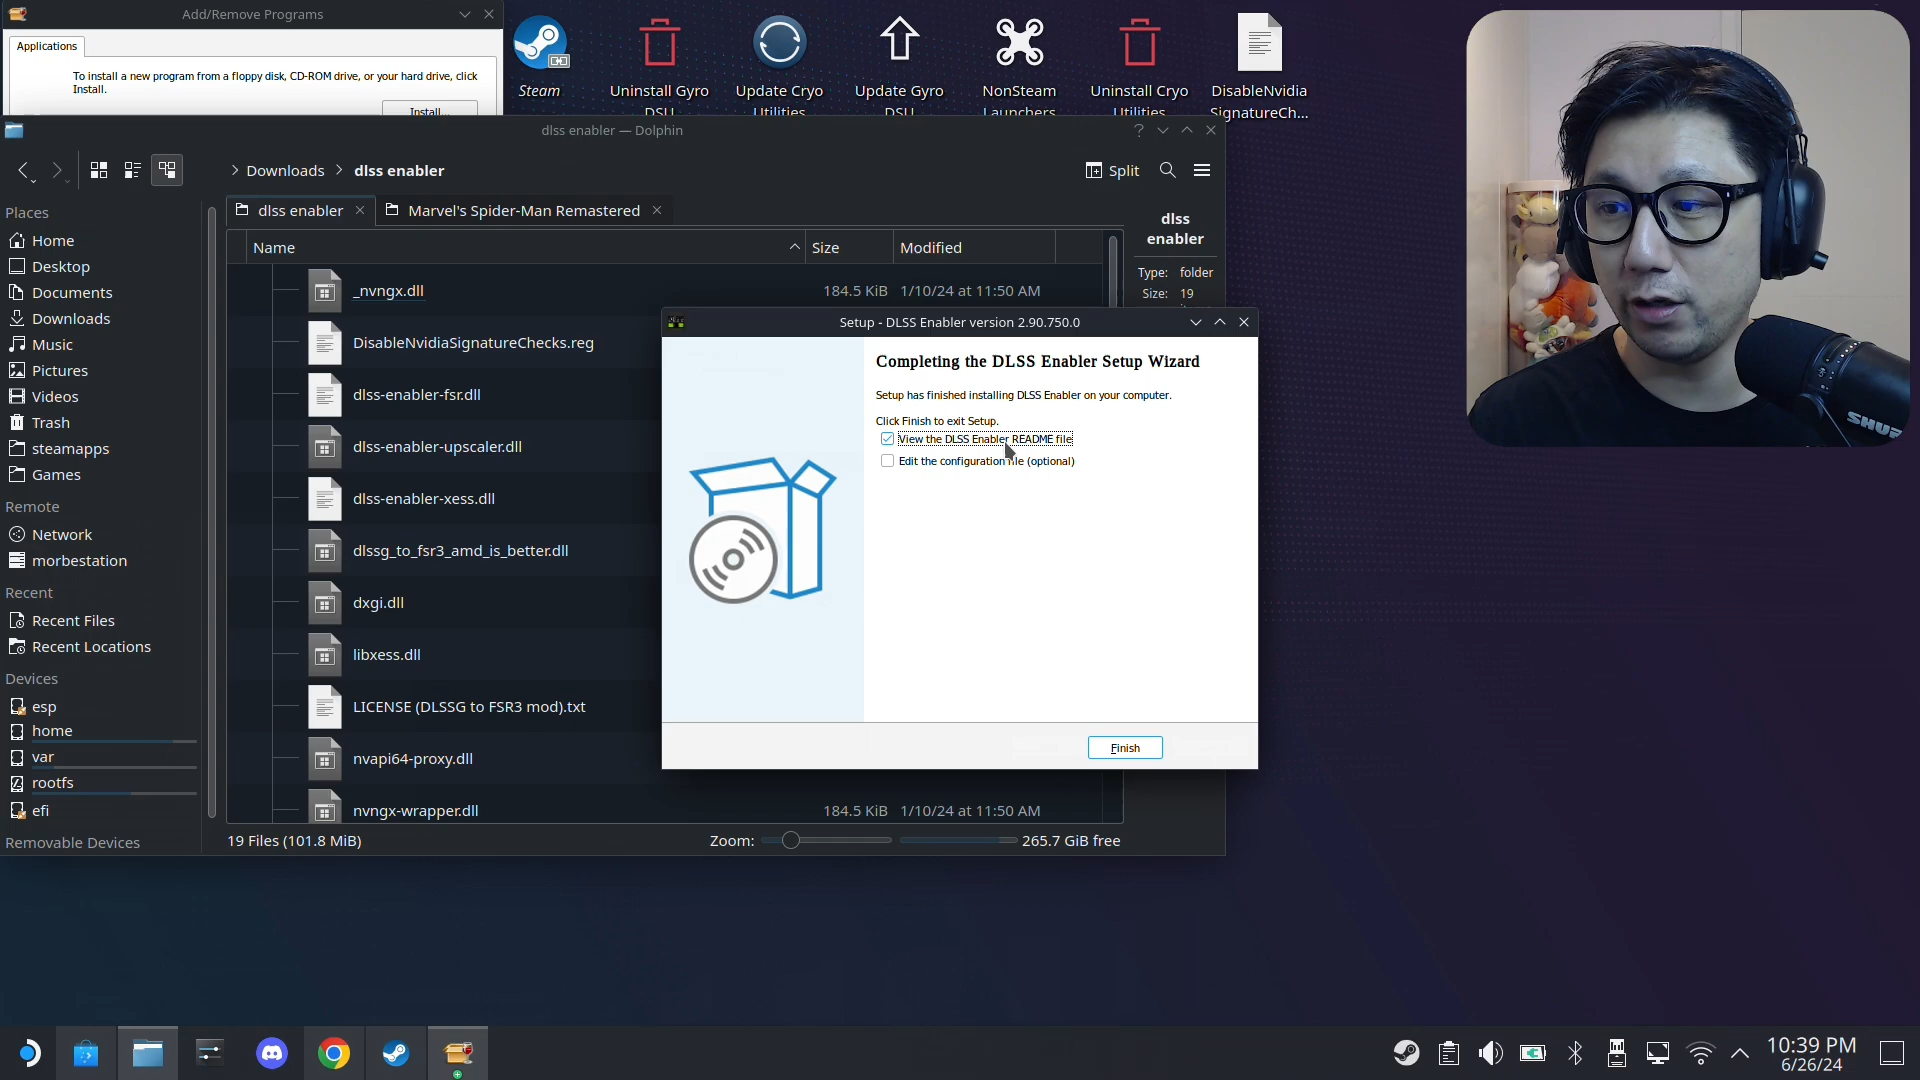 Add/Remove Programs
Applications
To install a new program from a floppy disk, CD-ROM drive, or your hard drive, click
Install.
Install...
Steam
Uninstall Gyro
DSU
Update Cryo
Utilities
Update Gyro
DSU
NonSteam
Launchers
Uninstall Cryo
Utilities
DisableNvidia
SignatureCh...
dlss enabler — Dolphin
Downloads
dlss enabler
Split
dlss enabler
Marvel's Spider-Man Remastered
Name
Size
Modified
dlss
enabler
Type: folder
Size: 19
Places
Home
Desktop
Documents
Downloads
Music
Pictures
Videos
Trash
steamapps
Games
Remote
Network
morbestation
Recent
Recent Files
Recent Locations
Devices
esp
home
var
rootfs
efi
Removable Devices
_nvngx.dll
184.5 KiB 1/10/24 at 11:50 AM
DisableNvidiaSignatureChecks.reg
dlss-enabler-fsr.dll
dlss-enabler-upscaler.dll
dlss-enabler-xess.dll
dlssg_to_fsr3_amd_is_better.dll
dxgi.dll
libxess.dll
LICENSE (DLSSG to FSR3 mod).txt
nvapi64-proxy.dll
nvngx-wrapper.dll
184.5 KiB 1/10/24 at 11:50 AM
19 Files (101.8 MiB)
Zoom:
265.7 GiB free
Setup - DLSS Enabler version 2.90.750.0
Completing the DLSS Enabler Setup Wizard
Setup has finished installing DLSS Enabler on your computer.
Click Finish to exit Setup.
View the DLSS Enabler README file
Edit the configuration file (optional)
Finish
SHURE
10:39 PM
6/26/24